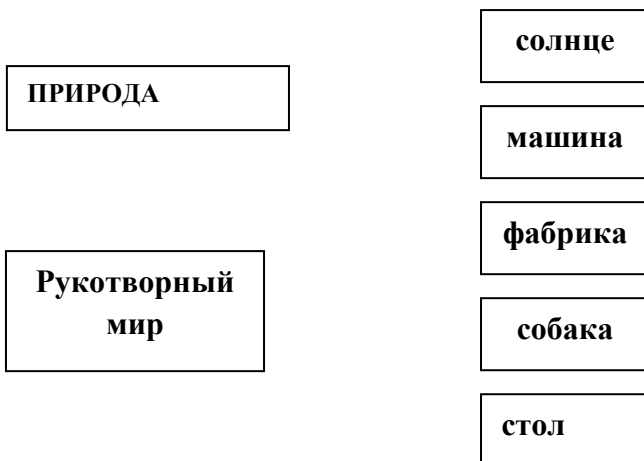 ПРИРОДА
Рукотворный
мир
солнце
машина
фабрика
собака
стол